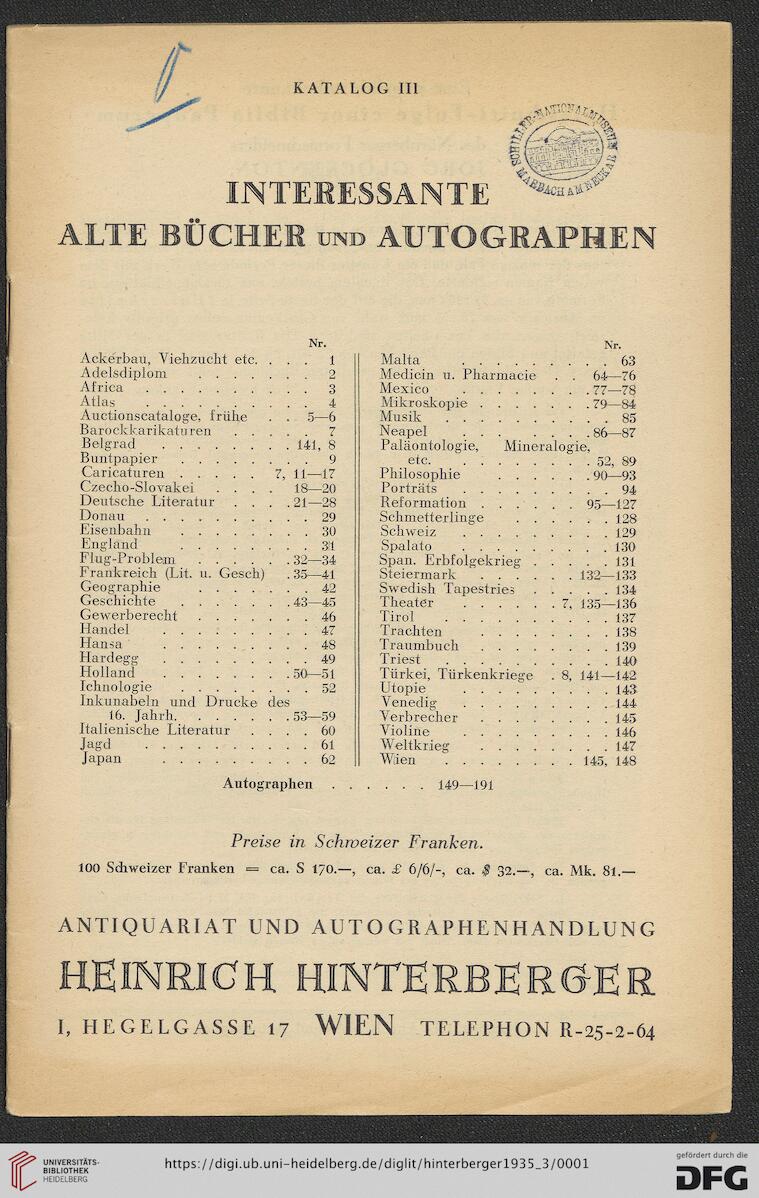 KATALOG III
SCHILLER-NATIONALMUSEUM
MARBACH AM NECKAR
INTERESSANTE
ALTE BÜCHER UND AUTOGRAPHEN
Nr.
Ackerbau, Viehzucht etc. . . . 1
Adelsdiplom . . . . . . . 2
Africa . . . . . . . . . 3
Atlas . . . . . . . . . 4
Auctionscataloge, frühe . . . 5—6
Barockkarikaturen . . . . . 7
Belgrad . . . . . . . . 141, 8
Buntpapier . . . . . . . . 9
Caricaturen . . . . . 7, 11—17
Czecho-Slovakei . . . . 18—20
Deutsche Literatur . . . . 21—28
Donau . . . . . . . . . 29
Eisenbahn . . . . . . . . 30
England . . . . . . . . 31
Flug-Problem . . . . . . 32—34
Frankreich (Lit. u. Gesch) . 35—41
Geographie . . . . . . . 42
Geschichte . . . . . . . 43—45
Gewerberecht . . . . . . 46
Handel . . . . . . . . . 47
Hansa . . . . . . . . . 48
Hardegg . . . . . . . . 49
Holland . . . . . . . . 50—51
Ichnologie . . . . . . . . 52
Inkunabeln und Drucke des
16. Jahrh. . . . . . . . 53—59
Italienische Literatur . . . . 60
Jagd . . . . . . . . . 61
Japan . . . . . . . . . 62
Nr.
Malta . . . . . . . . . 63
Medicin u. Pharmacie . . 64—76
Mexico . . . . . . . . 77—78
Mikroskopie . . . . . . . 79—84
Musik . . . . . . . . . 85
Neapel . . . . . . . . 86—87
Paläontologie, Mineralogie,
etc. . . . . . . . . 52, 89
Philosophie . . . . . . . 90—93
Porträts . . . . . . . . 94
Reformation . . . . . . 95—127
Schmetterlinge . . . . . . 128
Schweiz . . . . . . . . 129
Spalato . . . . . . . . 130
Span. Erbfolgekrieg . . . . . 131
Steiermark . . . . . . 132—133
Swedish Tapestries . . . . . 134
Theater . . . . . . 7, 135—136
Tirol . . . . . . . . . 137
Trachten . . . . . . . . 138
Traumbuch . . . . . . . 139
Triest . . . . . . . . . 140
Türkei, Türkenkriege . 8, 141—142
Utopie . . . . . . . . 143
Venedig . . . . . . . . 144
Verbrecher . . . . . . . 145
Violine . . . . . . . . 146
Weltkrieg . . . . . . . 147
Wien . . . . . . . . 145, 148
Autographen . . . . . . 149—191
Preise in Schweizer Franken.
100 Schweizer Franken = ca. S 170.—, ca. £ 6/6/-, ca. $ 32.—, ca. Mk. 81.—
ANTIQUARIAT UND AUTOGRAPHENHANDLUNG
HEINRICH HINTERBERGER
I, HEGELGASSE 17 WIEN TELEPHON R-25-2-64
UNIVERSITÄTS-
BIBLIOTHEK
HEIDELBERG
https://digi.ub.uni-heidelberg.de/diglit/hinterberger1935_3/0001
gefördert durch die
DFG